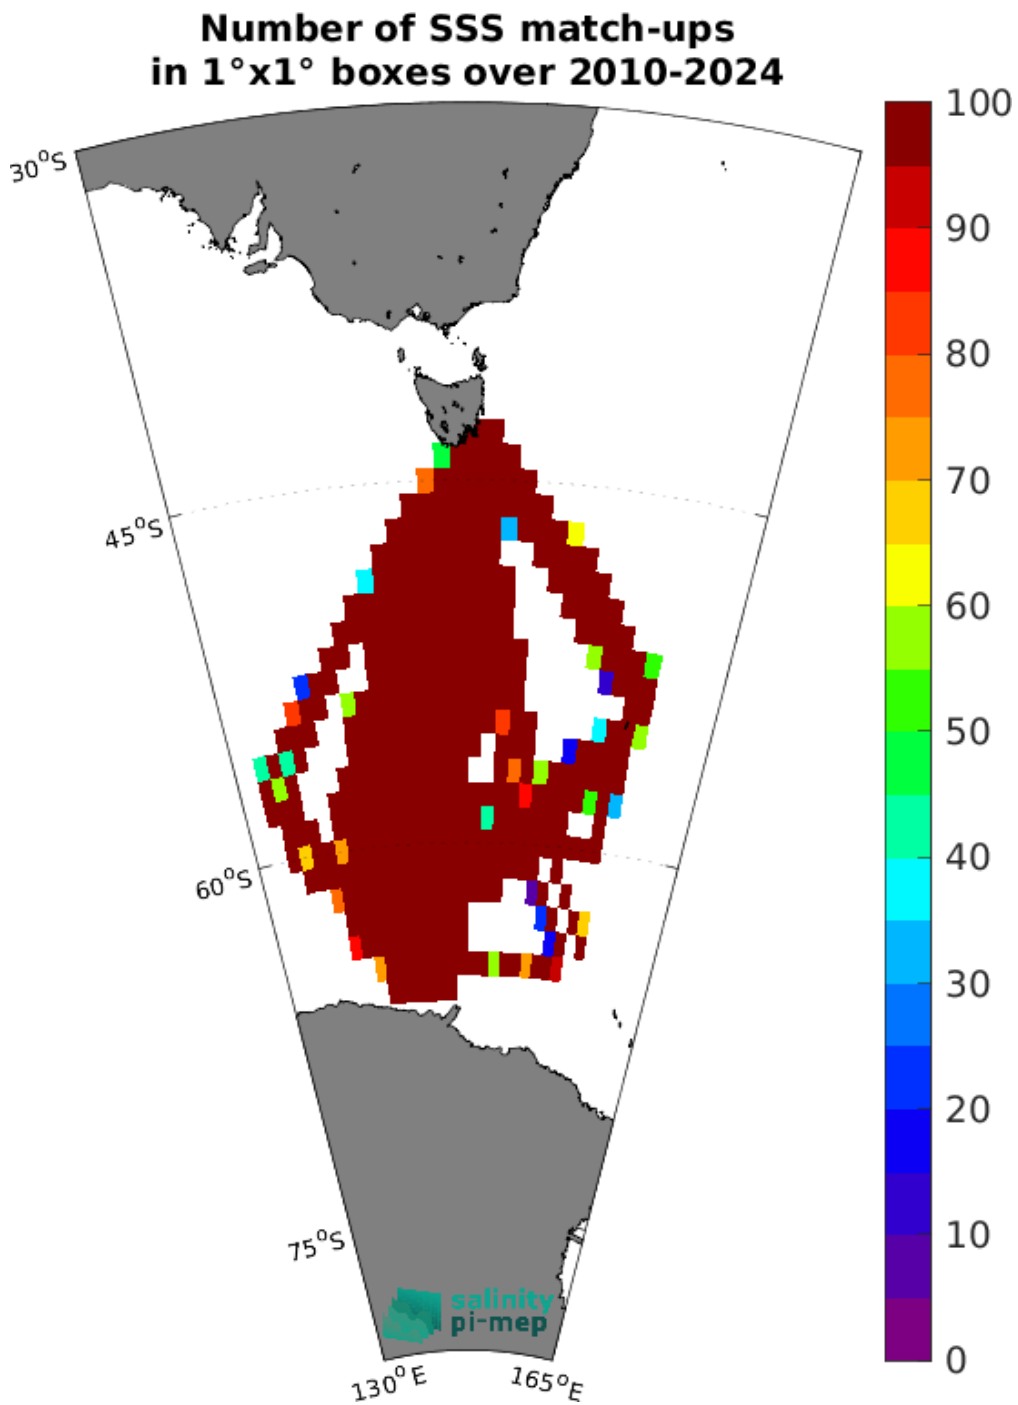 Number of SSS match-ups
in 1°x1° boxes over 2010-2024
100
90
80
70
60
50
40
30
20
10
0
30°S
45°S
60°S
75°S
130°E
165°E
salinity
pi-mep